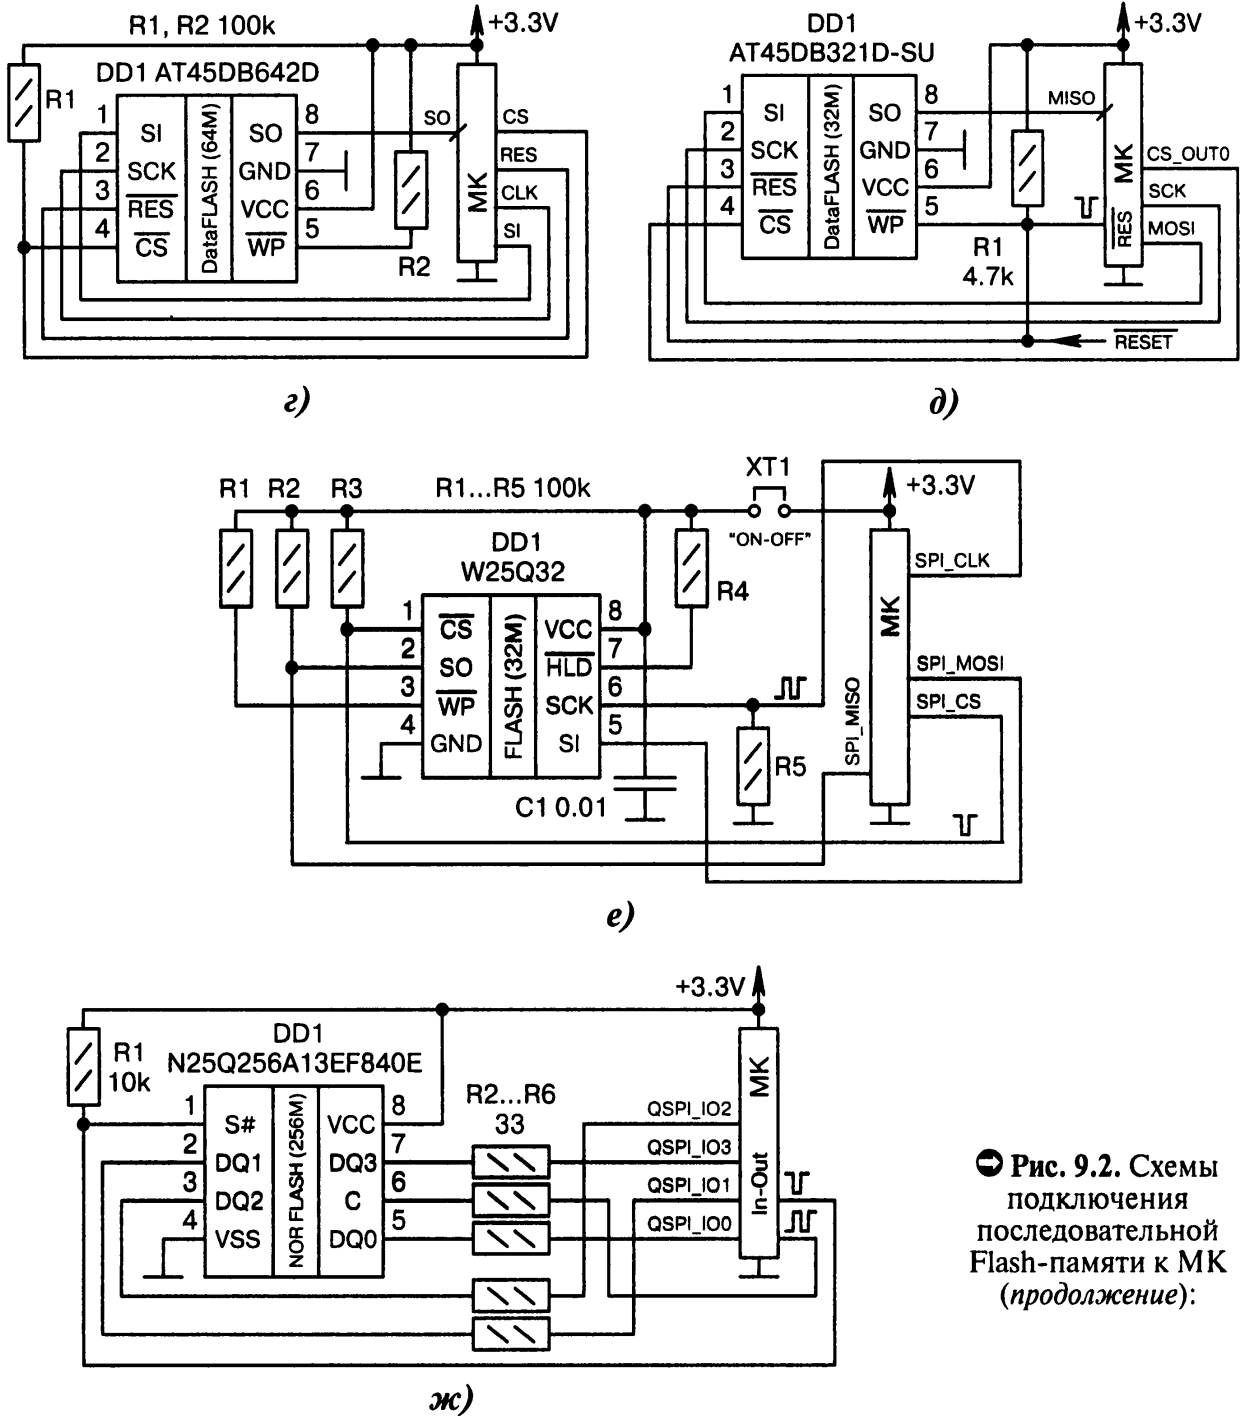 R1, R2 100k
+3.3V
R1
DD1 AT45DB642D
1 SI
2 SCK
3 RES
4 CS
DataFLASH (64M)
SO 8
GND 7
VCC 6
WP 5
R2
SO
MK
CS
RES
CLK
SI
г)
DD1
AT45DB321D-SU
+3.3V
1 SI
2 SCK
3 RES
4 CS
DataFLASH (32M)
SO 8
GND 7
VCC 6
WP 5
R1
4.7k
MISO
MK
RES
CS_OUT0
SCK
MOSI
RESET
д)
R1 R2 R3
R1...R5 100k
XT1
"ON-OFF"
+3.3V
DD1
W25Q32
1 CS
2 SO
3 WP
4 GND
FLASH (32M)
VCC 8
HLD 7
SCK 6
SI 5
R4
C1 0.01
R5
MK
SPI_CLK
SPI_MOSI
SPI_CS
SPI_MISO
е)
+3.3V
R1
10k
DD1
N25Q256A13EF840E
1 S#
2 DQ1
3 DQ2
4 VSS
NOR FLASH (256M)
VCC 8
DQ3 7
C 6
DQ0 5
R2...R6
33
QSPI_IO2
QSPI_IO3
QSPI_IO1
QSPI_IO0
MK
In-Out
ж)
Рис. 9.2. Схемы
подключения
последовательной
Flash-памяти к МК
(продолжение):